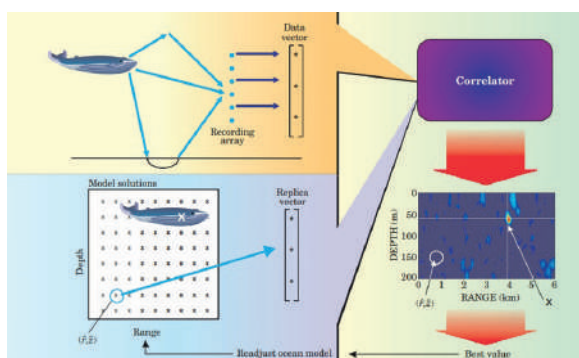 Data
vector
Correlator
Recording
array
Model solutions
Replica
vector
Depth
X
(r̂,ẑ)
Range
0
50
100
150
200
DEPTH (m)
(r̂,ẑ)
0 1 2 3 4 5 6
RANGE (km)
X
Readjust ocean model
Best value